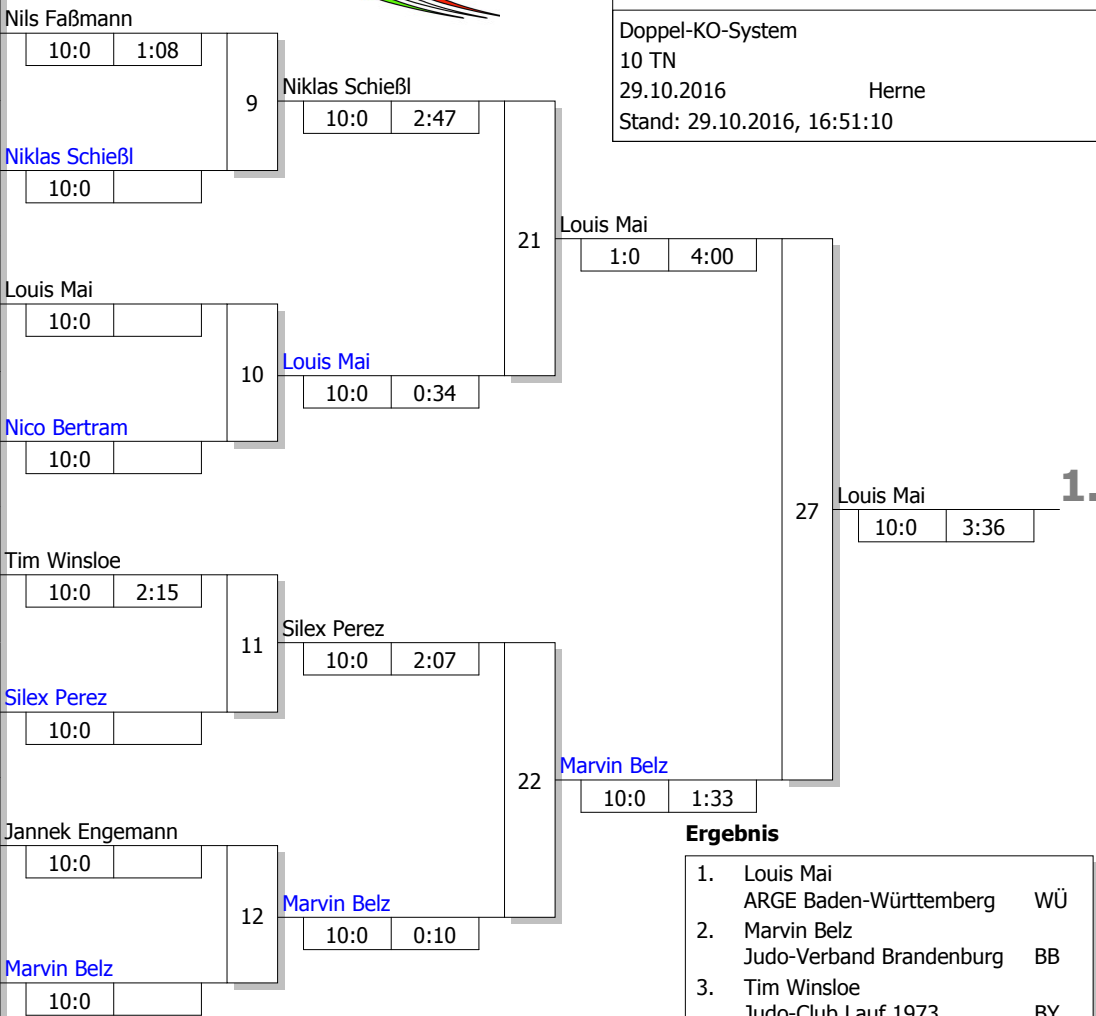 Nils Faßmann
10:0 1:08
9
Niklas Schießl
10:0 2:47
Niklas Schießl
10:0
21
Louis Mai
1:0 4:00
Louis Mai
10:0
10
Louis Mai
10:0 0:34
Nico Bertram
10:0
27
Louis Mai
10:0 3:36
1.
Tim Winsloe
10:0 2:15
11
Silex Perez
10:0 2:07
Silex Perez
10:0
22
Marvin Belz
10:0 1:33
Jannek Engemann
10:0
12
Marvin Belz
10:0 0:10
Marvin Belz
10:0
Doppel-KO-System
10 TN
29.10.2016 Herne
Stand: 29.10.2016, 16:51:10
Ergebnis
1. Louis Mai
ARGE Baden-Württemberg WÜ
2. Marvin Belz
Judo-Verband Brandenburg BB
3. Tim Winsloe
Judo-Club Lauf 1973 BY